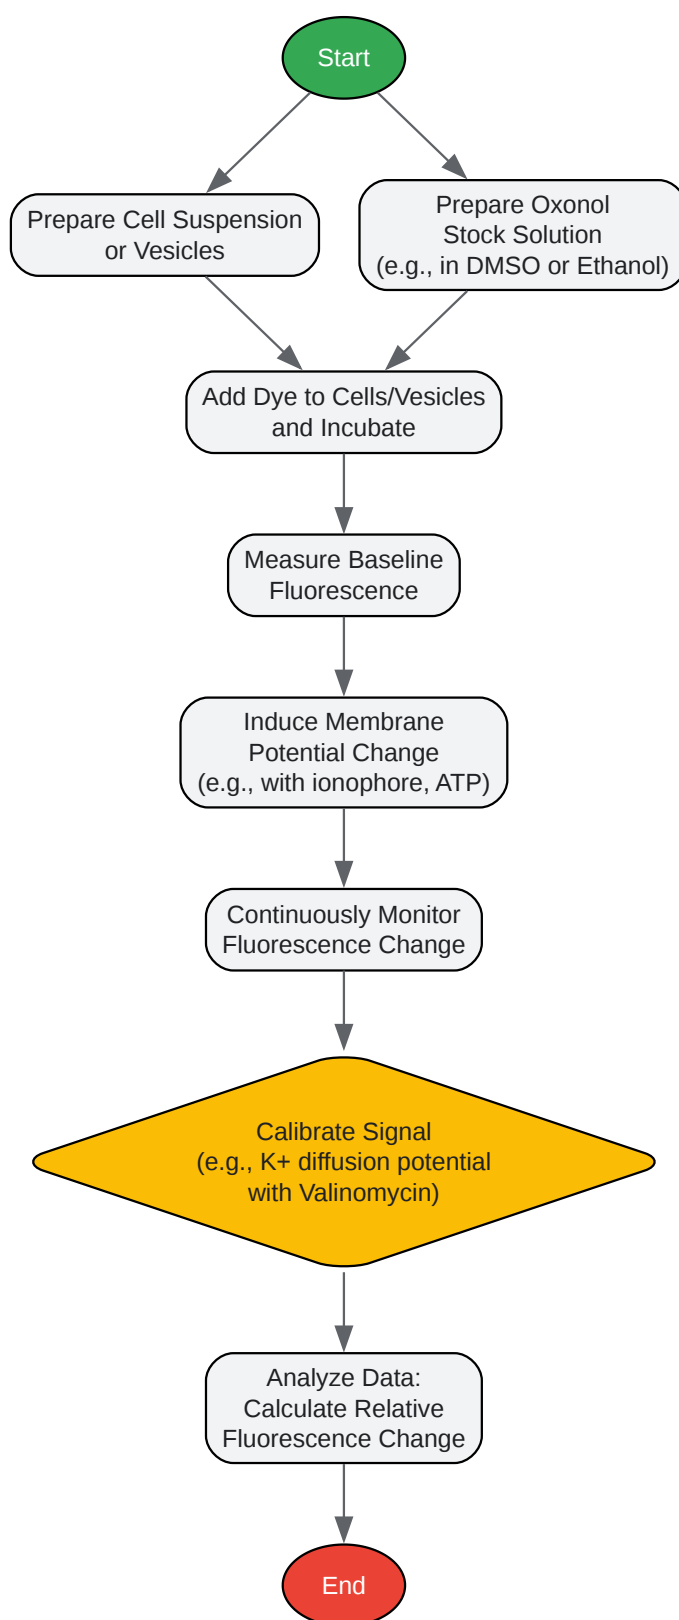 Start
Prepare Cell Suspension
or Vesicles
Prepare Oxonol
Stock Solution
(e.g., in DMSO or Ethanol)
Add Dye to Cells/Vesicles
and Incubate
Measure Baseline
Fluorescence
Induce Membrane
Potential Change
(e.g., with ionophore, ATP)
Continuously Monitor
Fluorescence Change
Calibrate Signal
(e.g., K+ diffusion potential
with Valinomycin)
Analyze Data:
Calculate Relative
Fluorescence Change
End